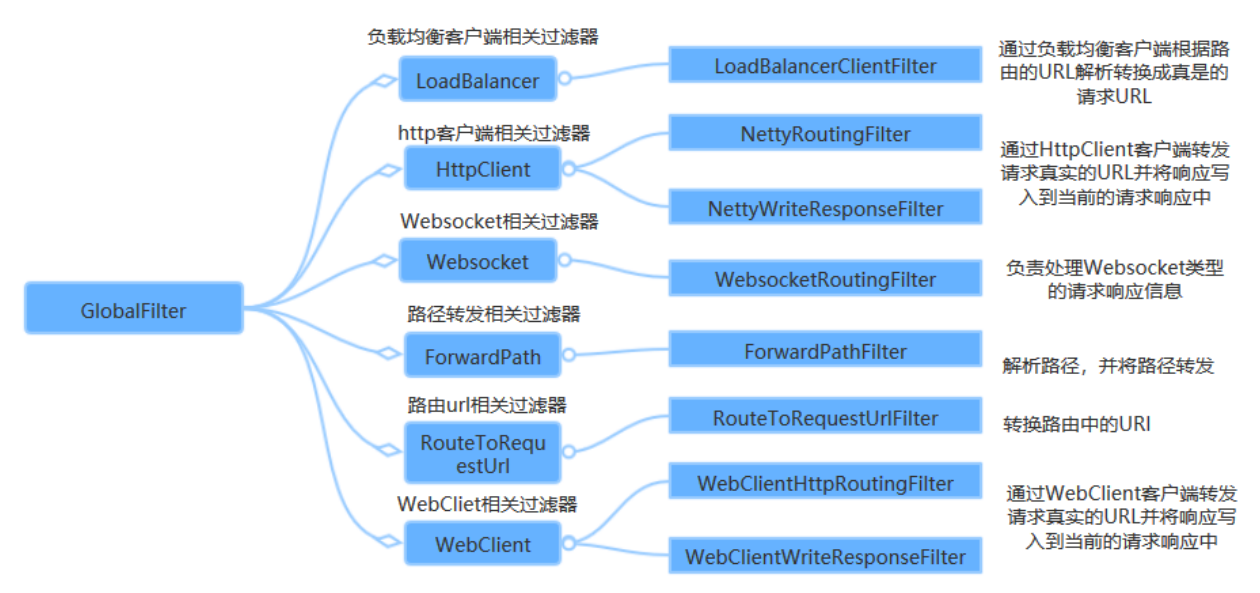 GlobalFilter
负载均衡客户端相关过滤器
LoadBalancer
LoadBalancerClientFilter
通过负载均衡客户端根据路
由的URL解析转换成真是的
请求URL
http客户端相关过滤器
HttpClient
NettyRoutingFilter
NettyWriteResponseFilter
通过HttpClient客户端转发
请求真实的URL并将响应写
入到当前的请求响应中
Websocket相关过滤器
Websocket
WebsocketRoutingFilter
负责处理Websocket类型
的请求响应信息
路径转发相关过滤器
ForwardPath
ForwardPathFilter
解析路径，并将路径转发
路由url相关过滤器
RouteToRequ
estUrl
RouteToRequestUrlFilter
转换路由中的URI
WebCliet相关过滤器
WebClient
WebClientHttpRoutingFilter
WebClientWriteResponseFilter
通过WebClient客户端转发
请求真实的URL并将响应写
入到当前的请求响应中